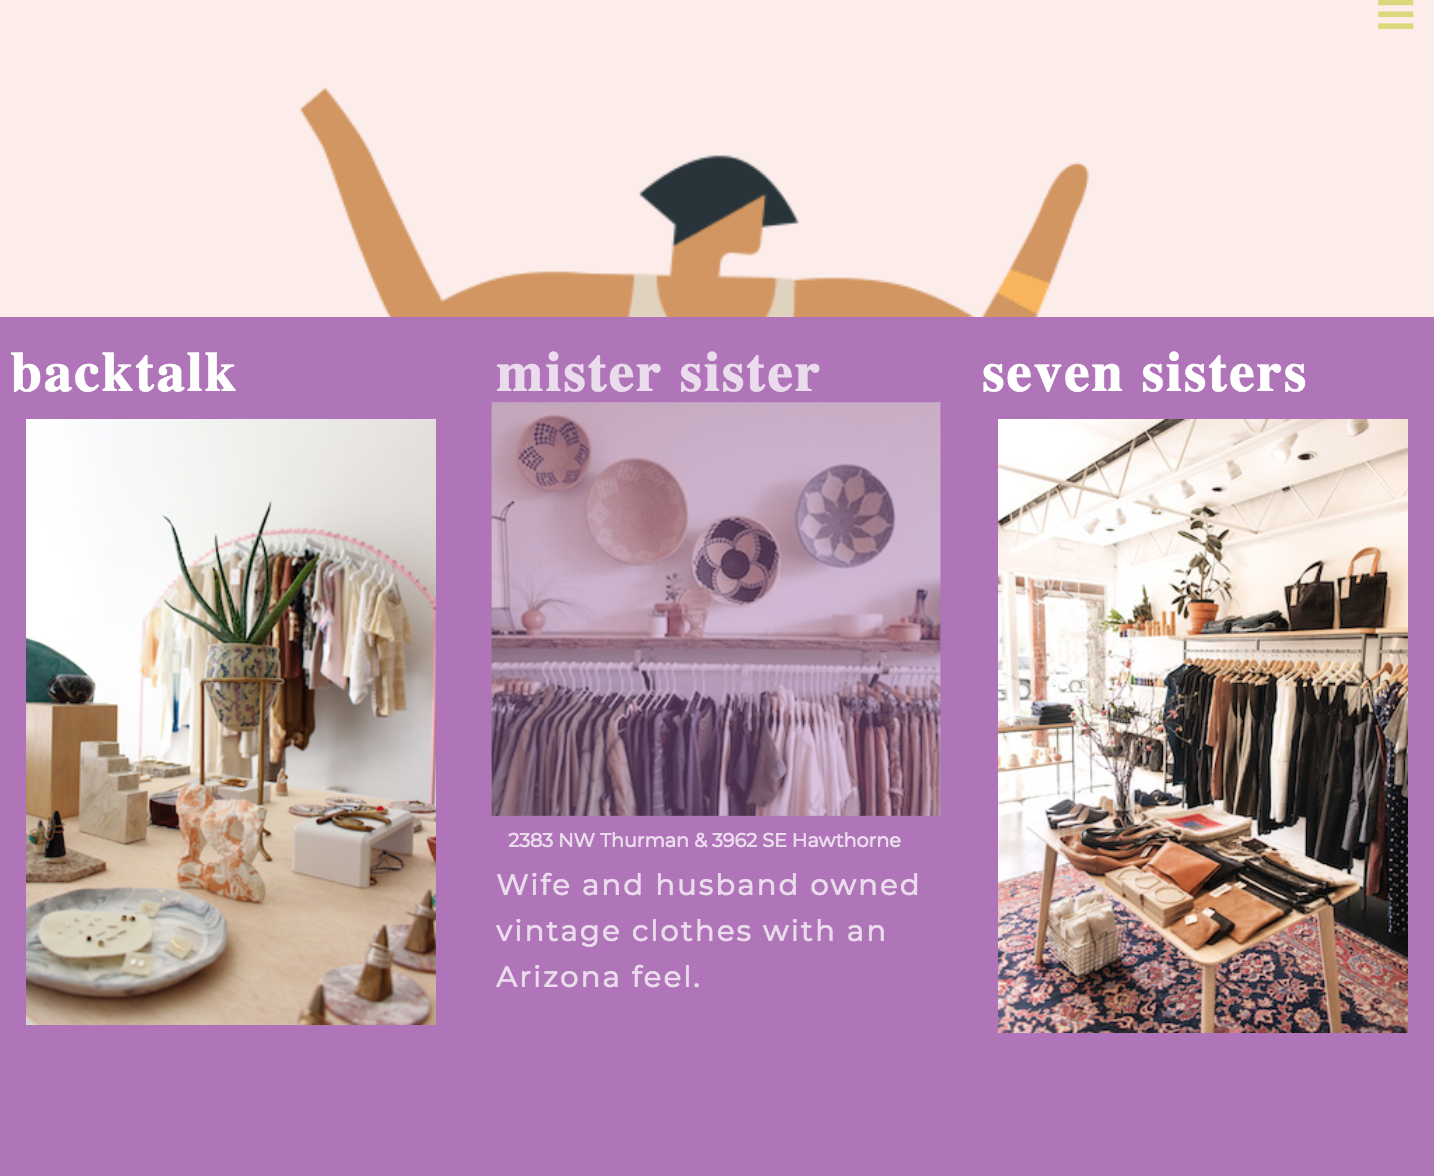 backtalk
mister sister
seven sisters
2383 NW Thurman & 3962 SE Hawthorne
Wife and husband owned
vintage clothes with an
Arizona feel.